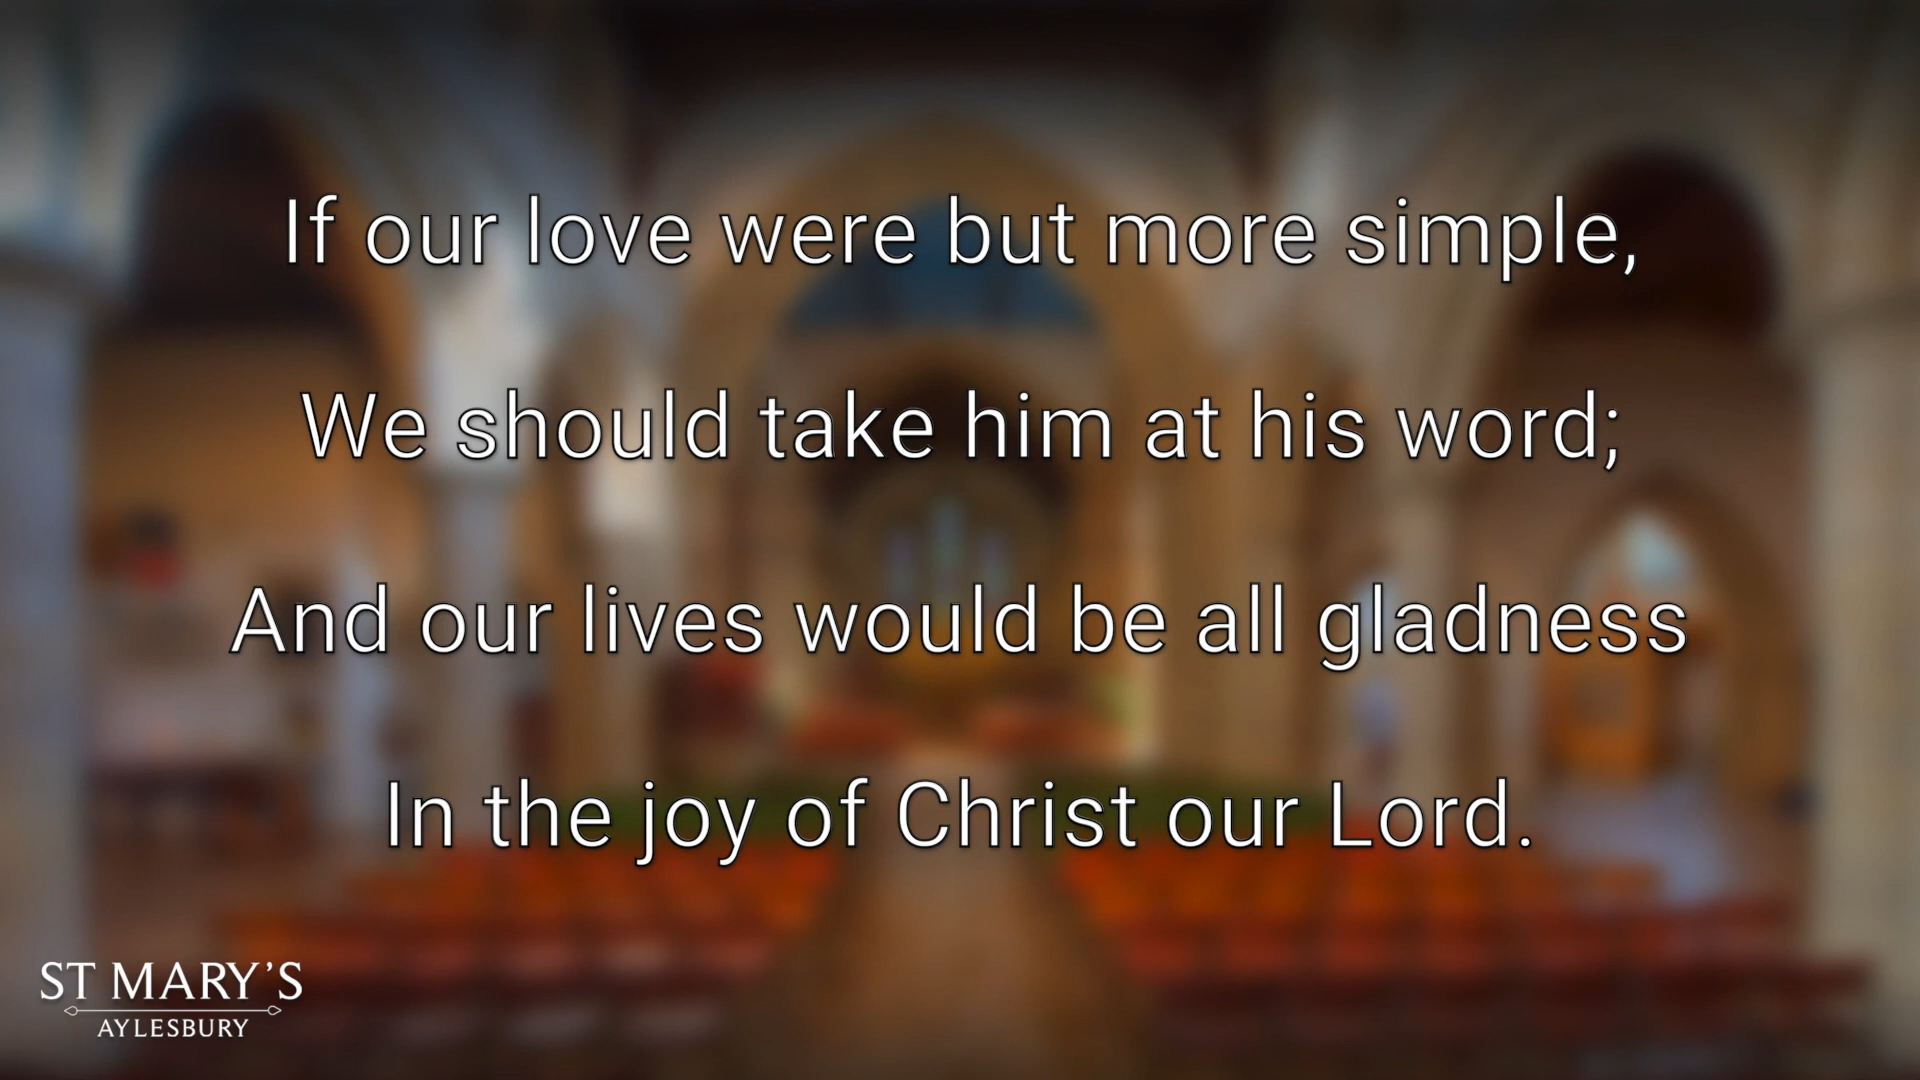 If our love were but more simple,
We should take him at his word;
And our lives would be all gladness
In the joy of Christ our Lord.
ST MARY'S
AYLESBURY